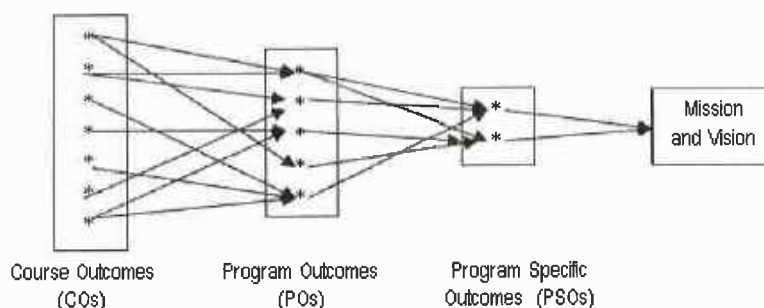 *
*
*
*
*
*
*
*
*
*
*
*
*
*
Mission
and Vision
Course Outcomes
(COs)
Program Outcomes
(POs)
Program Specific
Outcomes (PSOs)